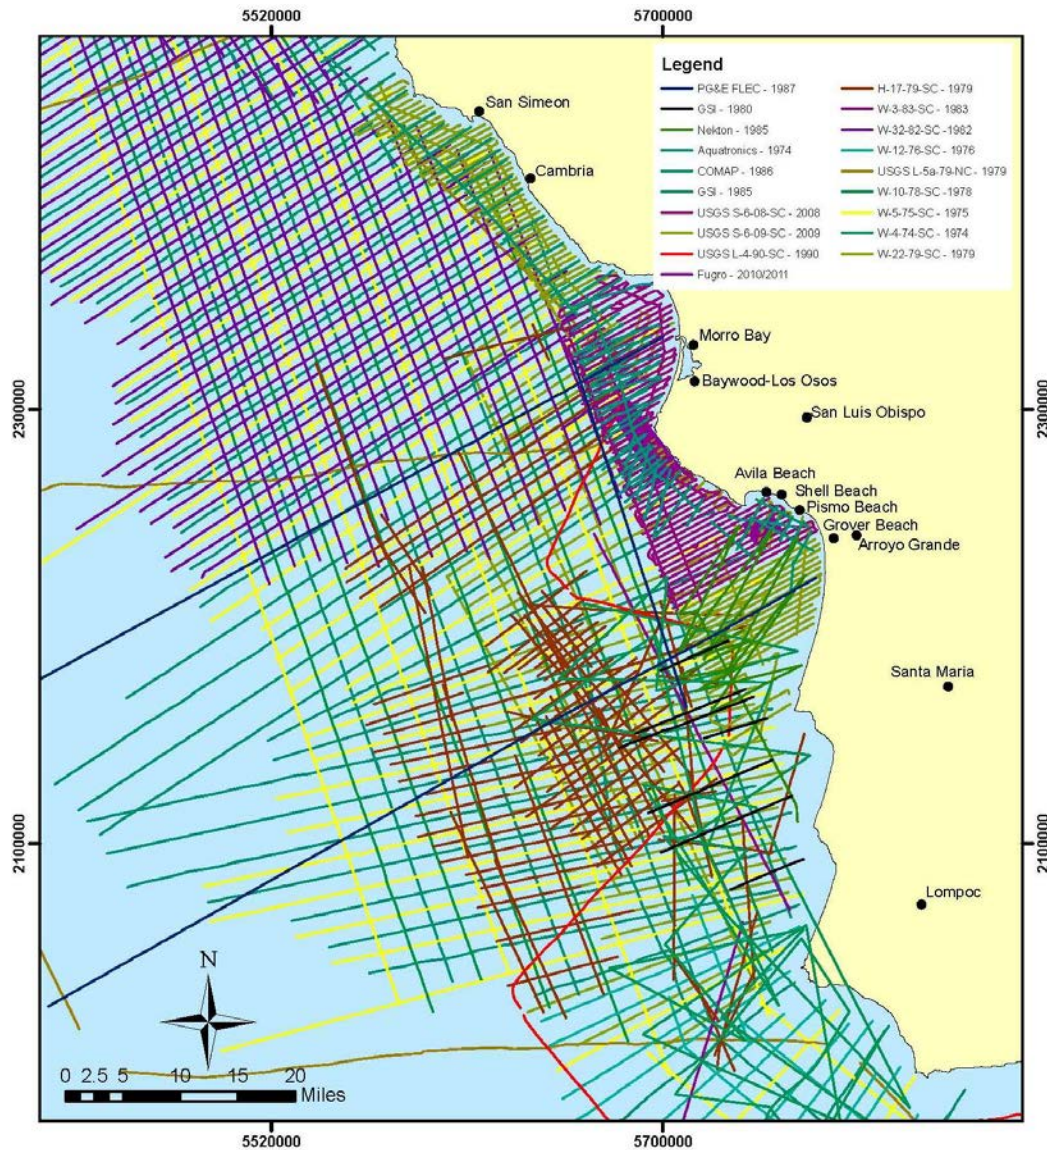 5520000
5700000
Legend
PG&E FLEC - 1987
GSI - 1980
Nekton - 1985
Aquatronics - 1974
COMAP - 1986
GSI - 1985
USGS S-6-08-SC - 2008
USGS S-6-09-SC - 2009
USGS L-4-90-SC - 1990
Fugro - 2010/2011
H-17-79-SC - 1979
W-3-83-SC - 1983
W-32-82-SC - 1982
W-12-76-SC - 1976
USGS L-5a-79-NC - 1979
W-10-78-SC - 1978
W-5-75-SC - 1975
W-4-74-SC - 1974
W-22-79-SC - 1979
San Simeon
Cambria
Morro Bay
Baywood-Los Osos
2300000
2300000
San Luis Obispo
Avila Beach
Shell Beach
Pismo Beach
Grover Beach
Arroyo Grande
Santa Maria
2100000
2100000
Lompoc
N
0 2.5 5 10 15 20
Miles
5520000
5700000